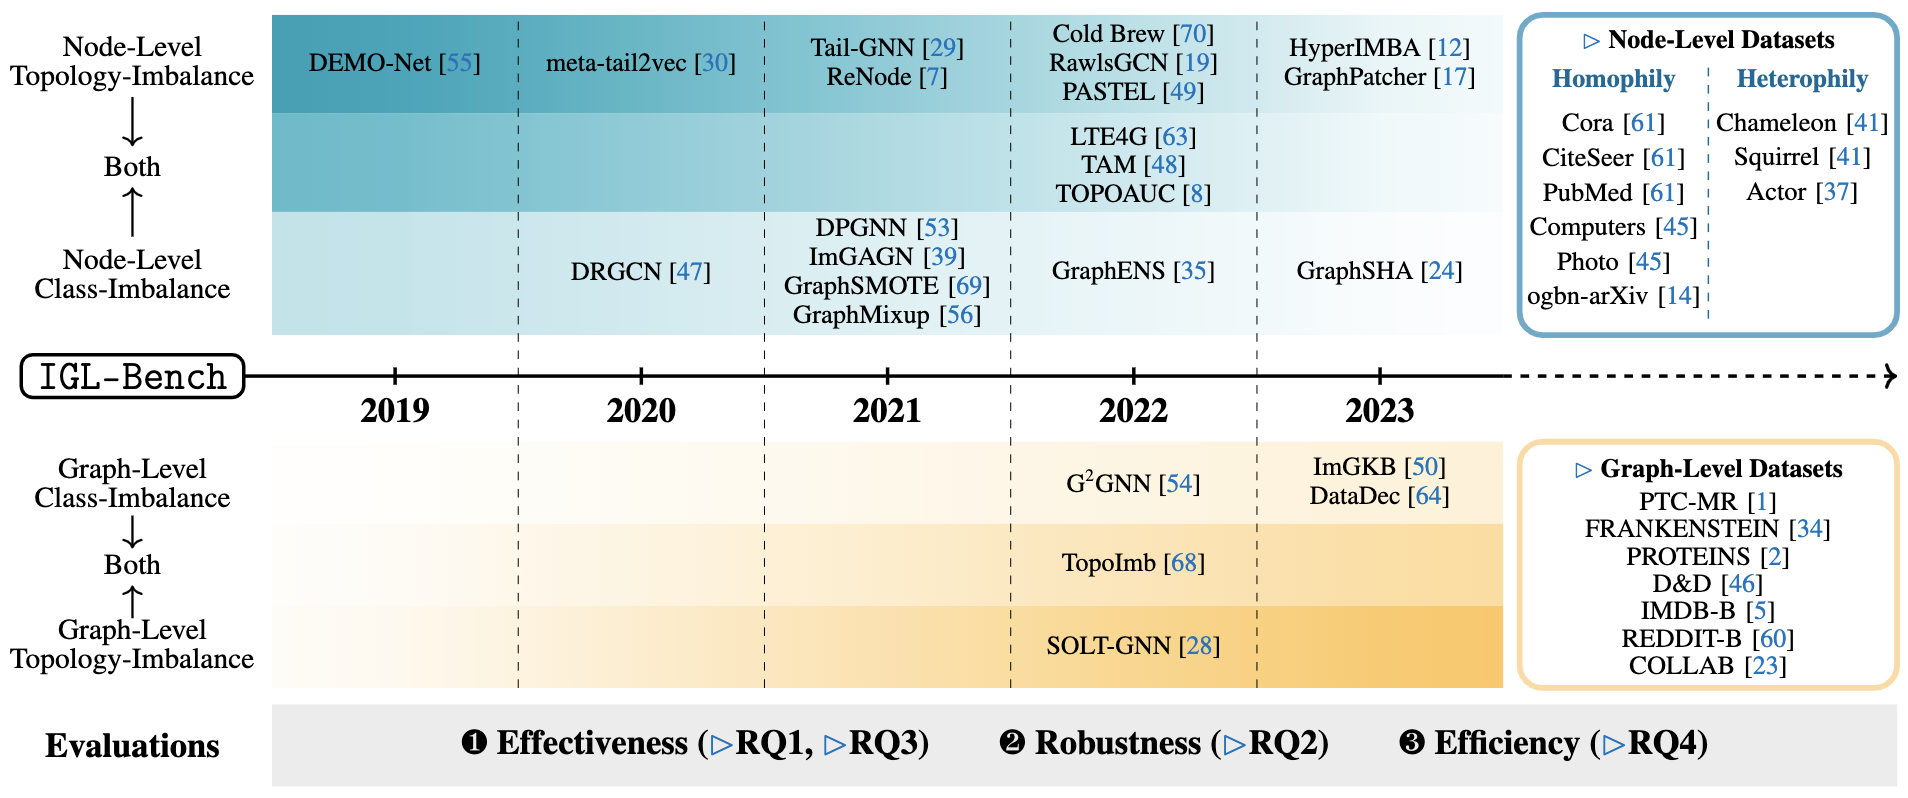 Node-Level
Topology-Imbalance
Both
Node-Level
Class-Imbalance
DEMO-Net [55]
meta-tail2vec [30]
Tail-GNN [29]
ReNode [7]
Cold Brew [70]
RawlsGCN [19]
PASTEL [49]
HyperIMBA [12]
GraphPatcher [17]
LTE4G [63]
TAM [48]
TOPOAUC [8]
DRGCN [47]
DPGNN [53]
ImGAGN [39]
GraphSMOTE [69]
GraphMixup [56]
GraphENS [35]
GraphSHA [24]
▷ Node-Level Datasets
Homophily
Cora [61]
CiteSeer [61]
PubMed [61]
Computers [45]
Photo [45]
ogbn-arXiv [14]
Heterophily
Chameleon [41]
Squirrel [41]
Actor [37]
IGL-Bench
2019
2020
2021
2022
2023
Graph-Level
Class-Imbalance
Both
Graph-Level
Topology-Imbalance
G²GNN [54]
ImGKB [50]
DataDec [64]
TopoImb [68]
SOLT-GNN [28]
▷ Graph-Level Datasets
PTC-MR [1]
FRANKENSTEIN [34]
PROTEINS [2]
D&D [46]
IMDB-B [5]
REDDIT-B [60]
COLLAB [23]
Evaluations
❶ Effectiveness (▷RQ1, ▷RQ3)
❷ Robustness (▷RQ2)
❸ Efficiency (▷RQ4)